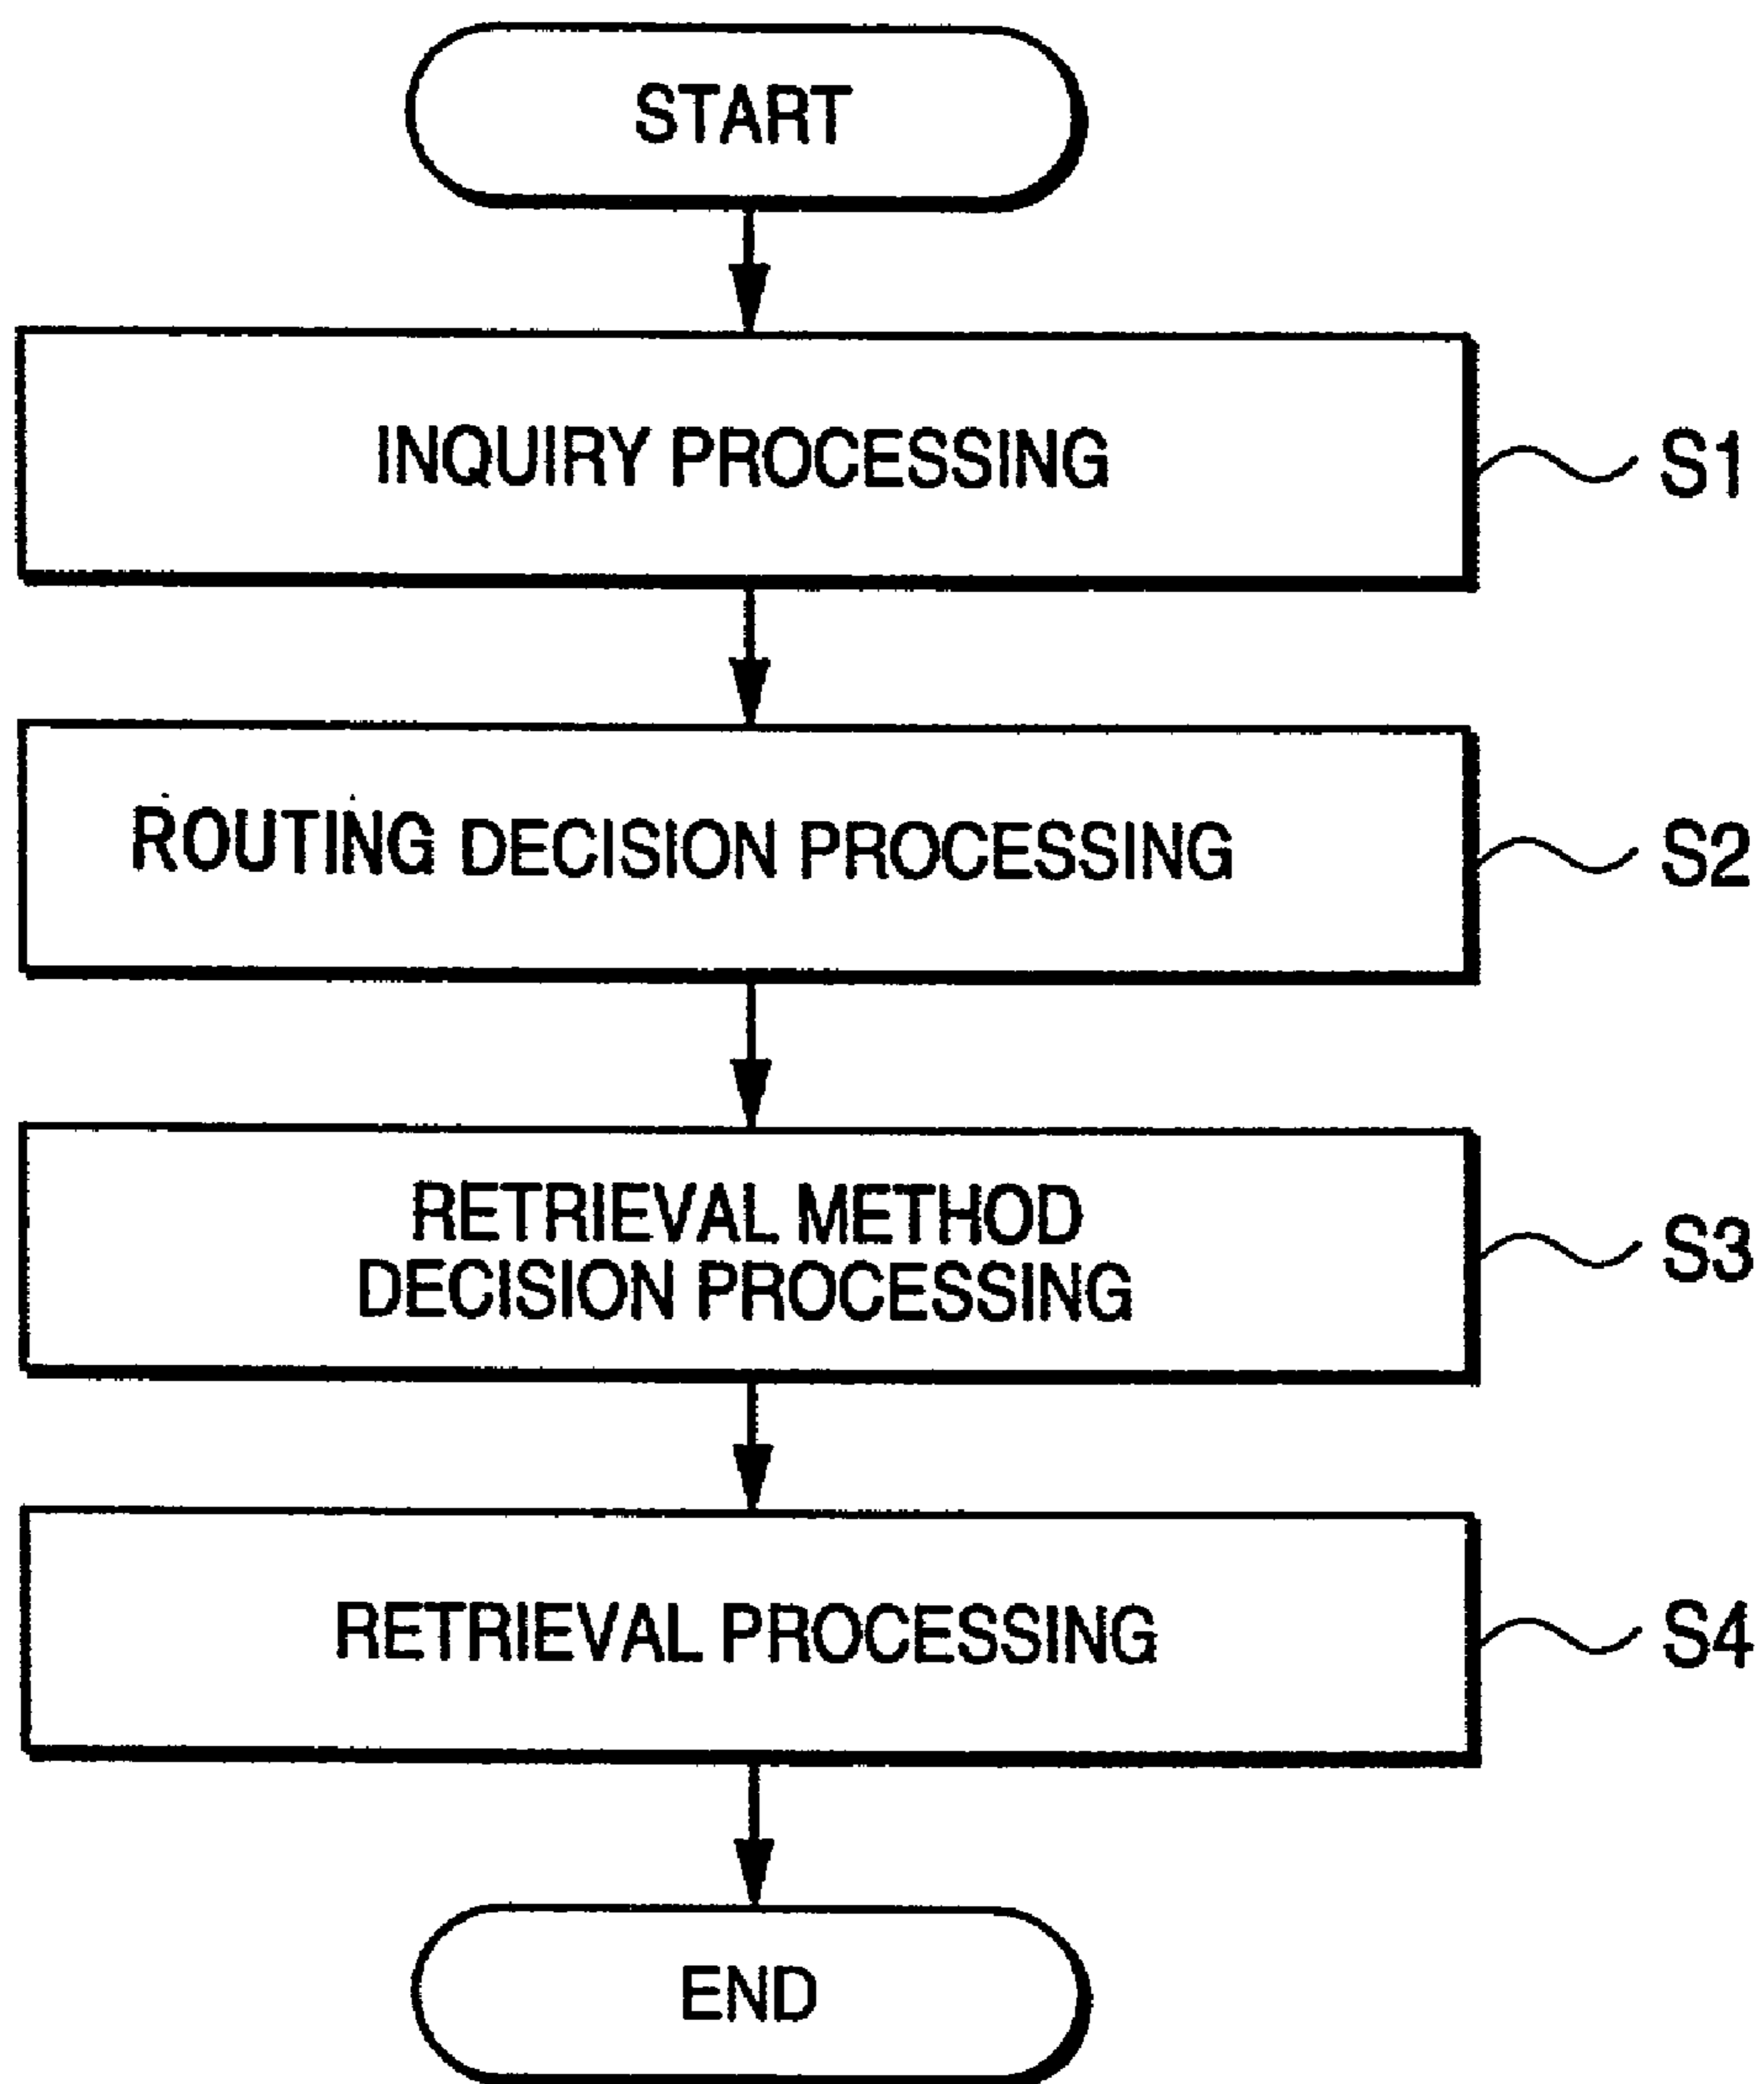 START
INQUIRY PROCESSING
S1
ROUTING DECISION PROCESSING
S2
RETRIEVAL METHOD
DECISION PROCESSING
S3
RETRIEVAL PROCESSING
S4
END